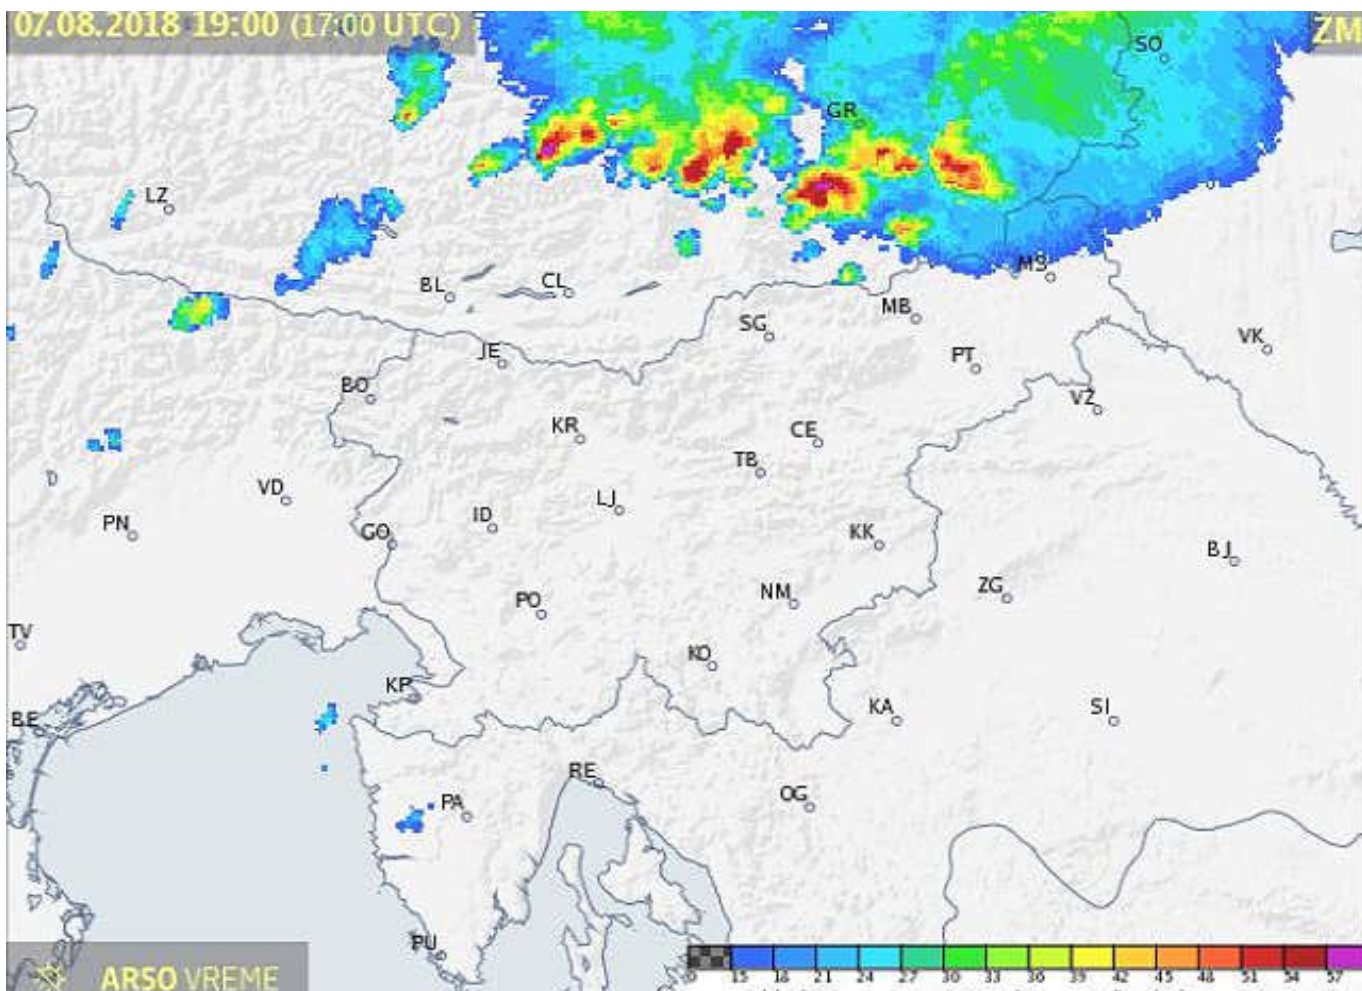 07.08.2018 19:00 (17:00 UTC)
ZM
SO
GR
LZ
MS
BL
CL
MB
SG
VK
JE
PT
BO
VŽ
KR
CE
TB
VD
LJ
PN
ID
GO
KK
BJ
ZG
PO
NM
TV
KO
KP
BE
KA
SI
RE
PA
OG
PU
ARSO VREME
0 15 18 21 24 27 30 33 36 39 42 45 48 51 54 57